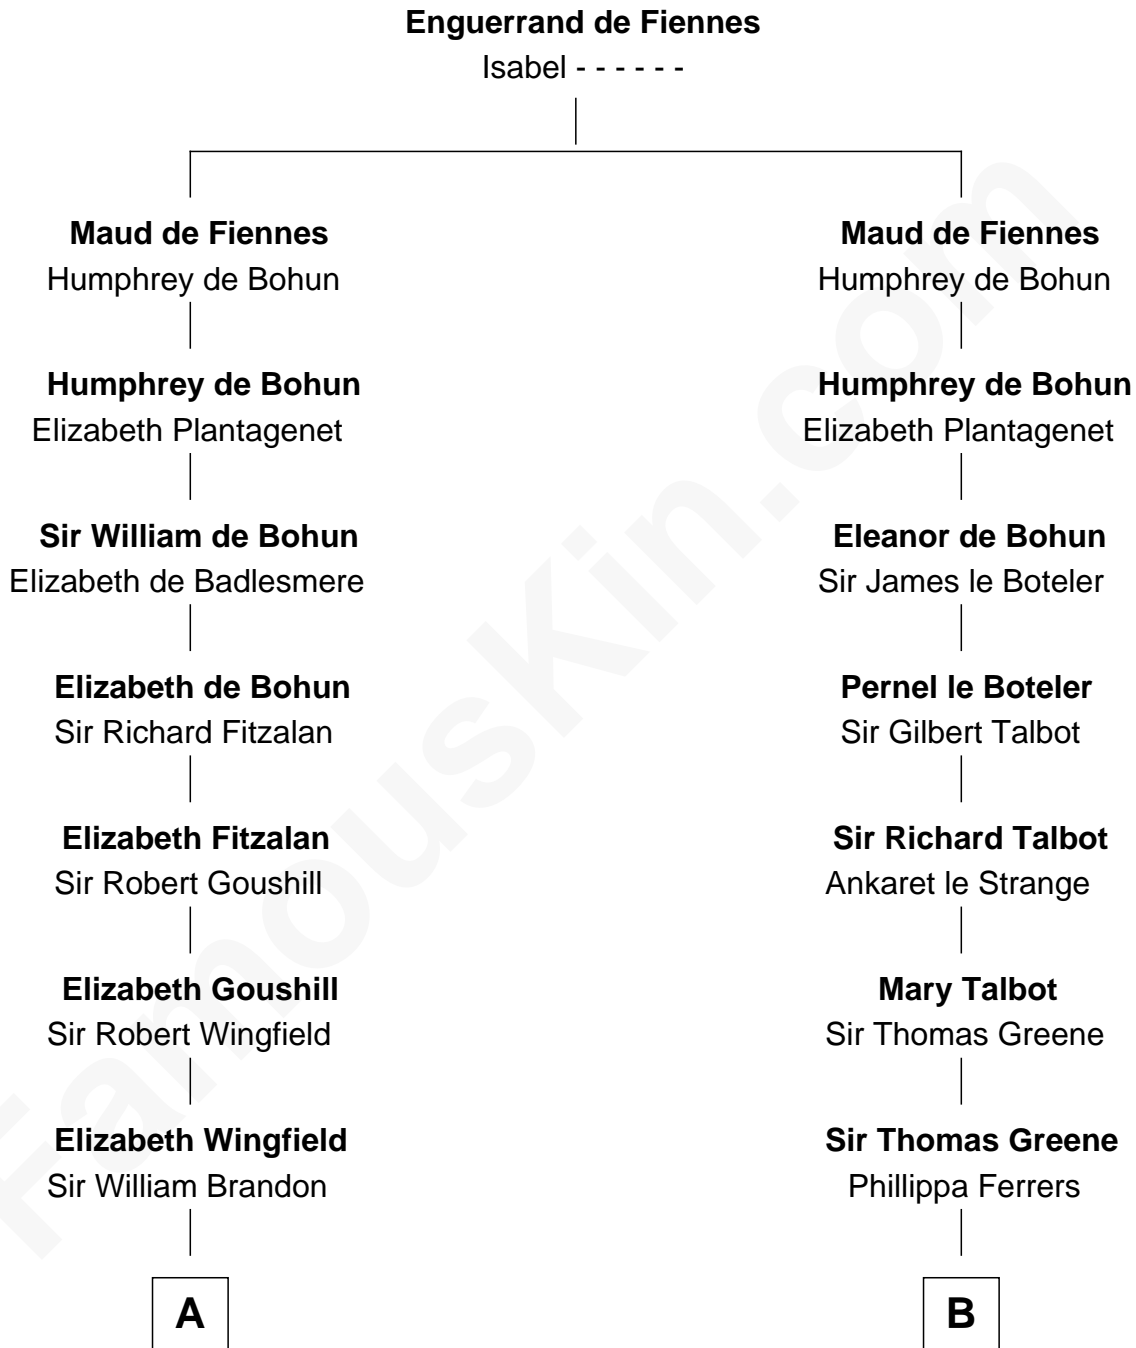 Enguerrand de Fiennes
Isabel - - - - - -
Maud de Fiennes
Humphrey de Bohun
Humphrey de Bohun
Elizabeth Plantagenet
Sir William de Bohun
Elizabeth de Badlesmere
Elizabeth de Bohun
Sir Richard Fitzalan
Elizabeth Fitzalan
Sir Robert Goushill
Elizabeth Goushill
Sir Robert Wingfield
Elizabeth Wingfield
Sir William Brandon
A
Maud de Fiennes
Humphrey de Bohun
Humphrey de Bohun
Elizabeth Plantagenet
Eleanor de Bohun
Sir James le Boteler
Pernel le Boteler
Sir Gilbert Talbot
Sir Richard Talbot
Ankaret le Strange
Mary Talbot
Sir Thomas Greene
Sir Thomas Greene
Phillippa Ferrers
B
FamousKin.com